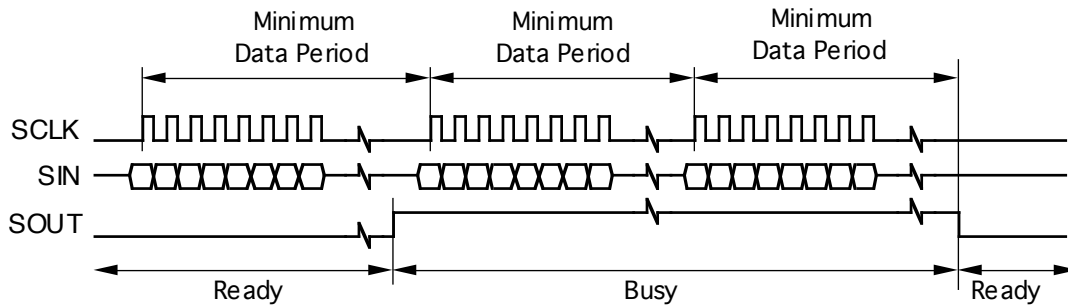 Minimum
Data Period
Minimum
Data Period
Minimum
Data Period
SCLK
SIN
SOUT
Ready
Busy
Ready